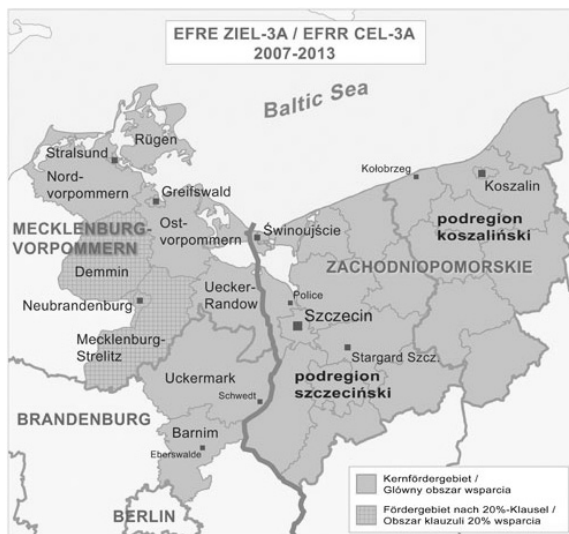 EFRE ZIEL-3A / EFRR CEL-3A
2007-2013
Baltic Sea
Rügen
Stralsund
Nord-
vorpommern
Greifswald
Kołobrzeg
Koszalin
MECKLENBURG-
VORPOMMERN
Ost-
vorpommern
Świnoujście
podregion
koszaliński
Demmin
ZACHODNIOPOMORSKIE
Neubrandenburg
Uecker-
Randow
Police
Szczecin
Mecklenburg-
Strelitz
Stargard Szcz.
Uckermark
podregion
szczeciński
Schwedt
BRANDENBURG
Barnim
Eberswalde
BERLIN
Kernfördergebiet /
Główny obszar wsparcia
Fördergebiet nach 20%-Klausel /
Obszar klauzuli 20% wsparcia